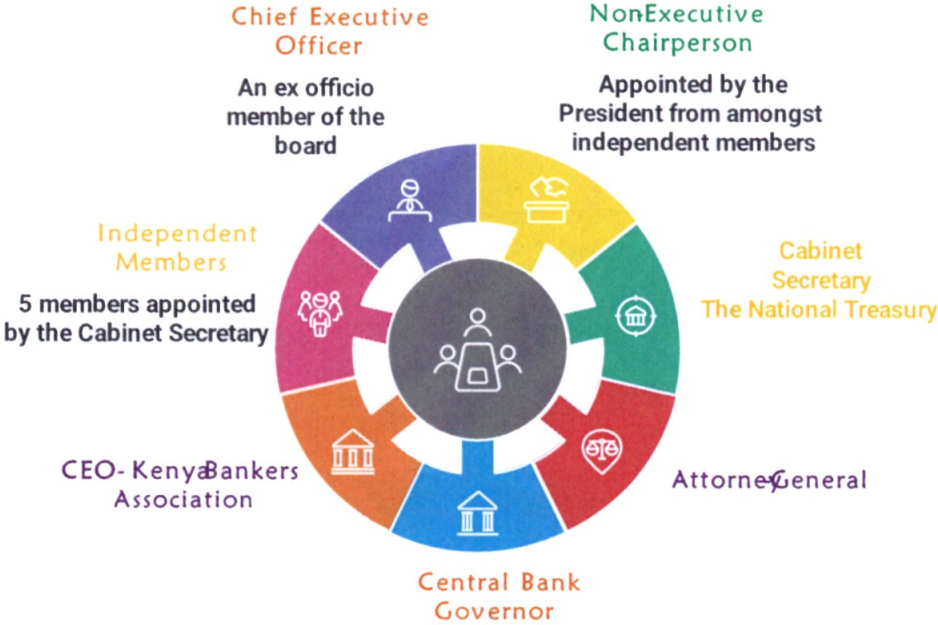 Chief Executive
Officer
An ex officio
member of the
board
NonExecutive
Chairperson
Appointed by the
President from amongst
independent members
Independent
Members
5 members appointed
by the Cabinet Secretary
Cabinet
Secretary
The National Treasury
CEO- KenyaBankers
Association
Attorney-General
Central Bank
Governor